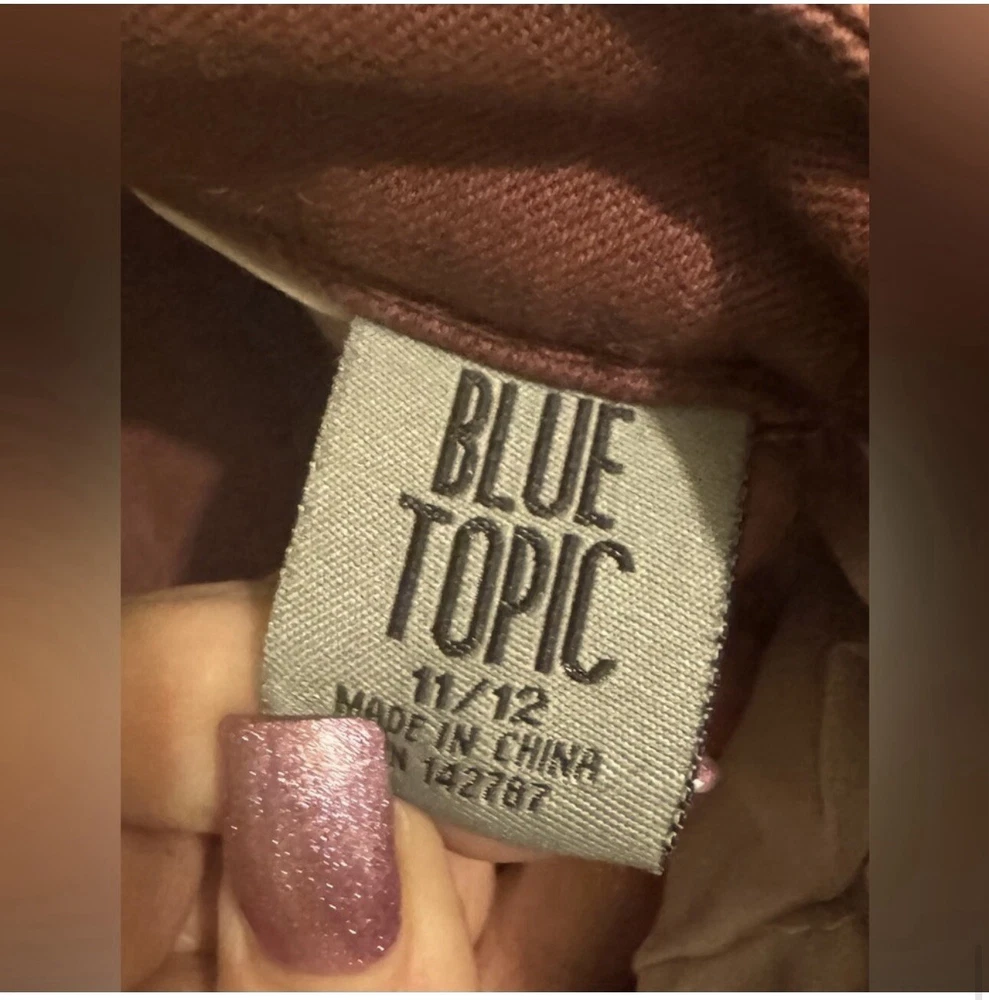 BLUE
TOPIC
11/12
MADE IN CHINA
N 142787